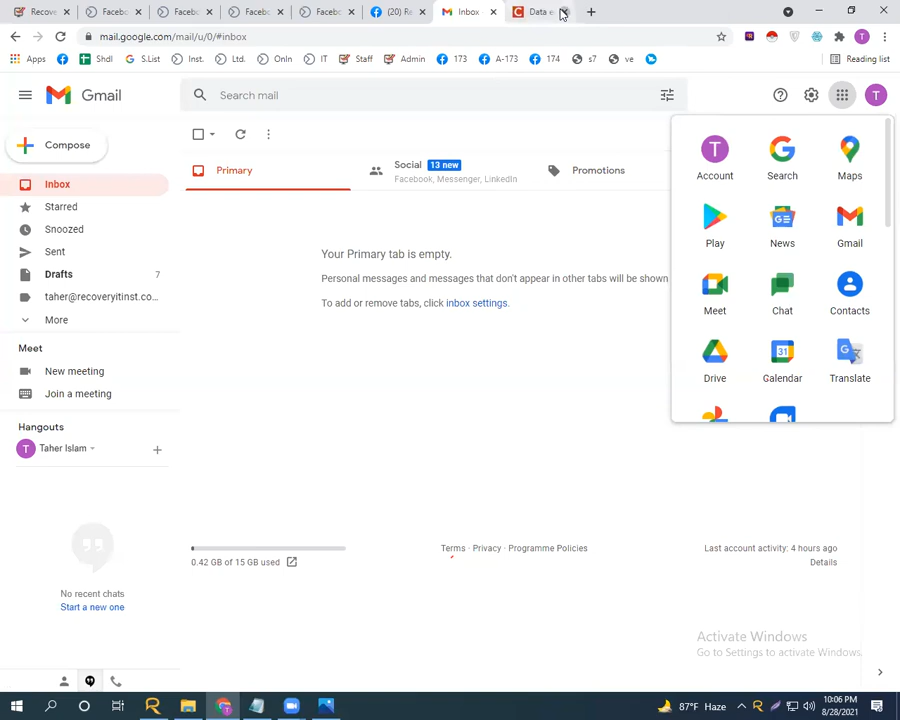 Recove
Facebo
Facebo
Facebo
Facebo
(20) R
Inbox
Data e
mail.google.com/mail/u/0/#inbox
T
Apps
Shdl
S.List
Inst.
Staff
Ltd.
OnIn
IT
Staff
Admin
173
A-173
174
s7
ve
Reading list
Gmail
Search mail
T
Compose
Primary
Social 13 new
Facebook, Messenger, LinkedIn
Promotions
Inbox
Starred
Snoozed
Sent
Drafts 7
taher@recoveryitinst.co...
More
Your Primary tab is empty.
Personal messages and messages that don't appear in other tabs will be shown
To add or remove tabs, click inbox settings.
T
Account Search Maps
Play News Gmail
Meet Chat Contacts
31
Drive Calendar Translate
Meet
New meeting
Join a meeting
Hangouts
T Taher Islam
No recent chats
Start a new one
0.42 GB of 15 GB used
Terms · Privacy · Programme Policies
Last account activity: 4 hours ago
Details
Activate Windows
Go to Settings to activate Windows.
87°F Haze
10:06 PM
8/28/2021